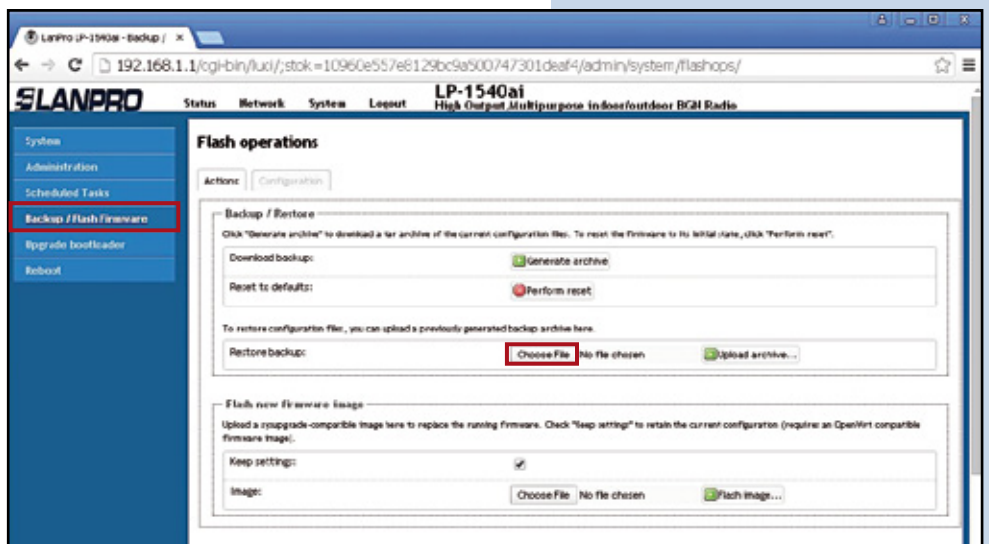 LanPro LP-1540ai - Backup /
192.168.1.1/cgi-bin/luci/;stok=10960e557e8129bc9a500747301deaf4/admin/system/flashops/
SLANPRO
Status Network System Logout
LP-1540ai
High Output Multipurpose indoor/outdoor BGN Radio
System
Administration
Scheduled Tasks
Backup / Flash Firmware
Upgrade bootloader
Reboot
Flash operations
Actions Configuration
Backup / Restore
Click "Generate archive" to download a tar archive of the current configuration files. To reset the firmware to its initial state, click "Perform reset".
Download backup: Generate archive
Reset to defaults: Perform reset
To restore configuration files, you can upload a previously generated backup archive here.
Restore backup: Choose File No file chosen Upload archive...
Flash new firmware image
Upload a sysupgrade-compatible image here to replace the running firmware. Check "Keep settings" to retain the current configuration (requires an OpenWrt compatible
firmware image).
Keep settings:
Image: Choose File No file chosen Flash image...